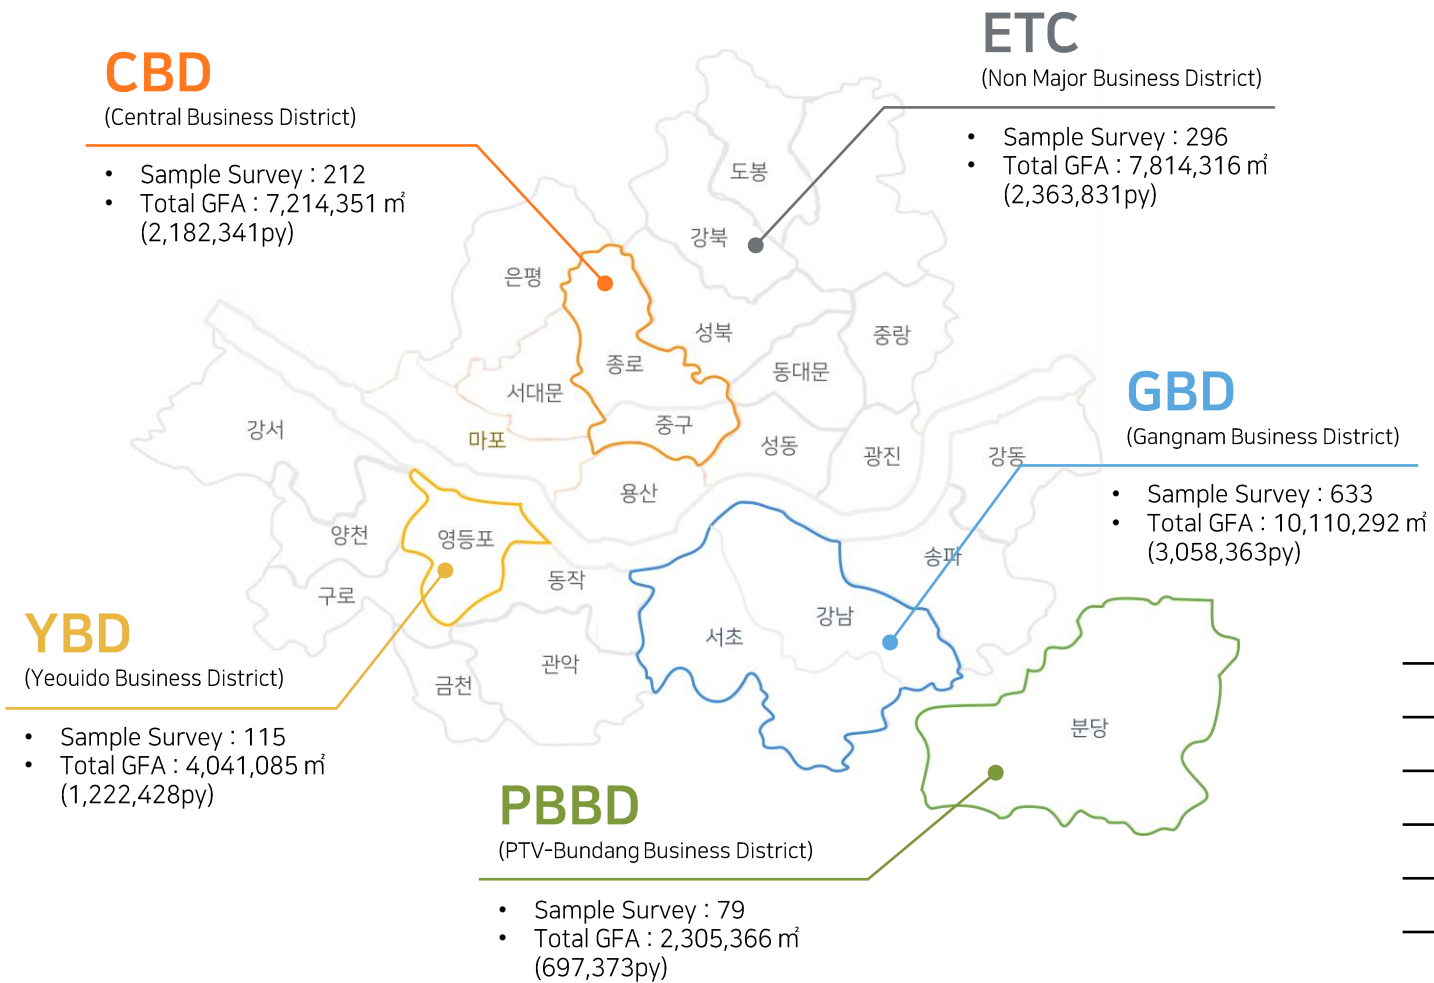 ETC
(Non Major Business District)
• Sample Survey : 296
• Total GFA : 7,814,316 ㎡
(2,363,831py)
CBD
(Central Business District)
• Sample Survey : 212
• Total GFA : 7,214,351 ㎡
(2,182,341py)
도봉
강북
은평
성북
중랑
종로
동대문
서대문
중구
마포
강서
성동
광진
강동
용산
양천
영등포
송파
동작
구로
강남
서초
관악
금천
분당
GBD
(Gangnam Business District)
• Sample Survey : 633
• Total GFA : 10,110,292 ㎡
(3,058,363py)
YBD
(Yeouido Business District)
• Sample Survey : 115
• Total GFA : 4,041,085 ㎡
(1,222,428py)
PBBD
(PTV-Bundang Business District)
• Sample Survey : 79
• Total GFA : 2,305,366 ㎡
(697,373py)